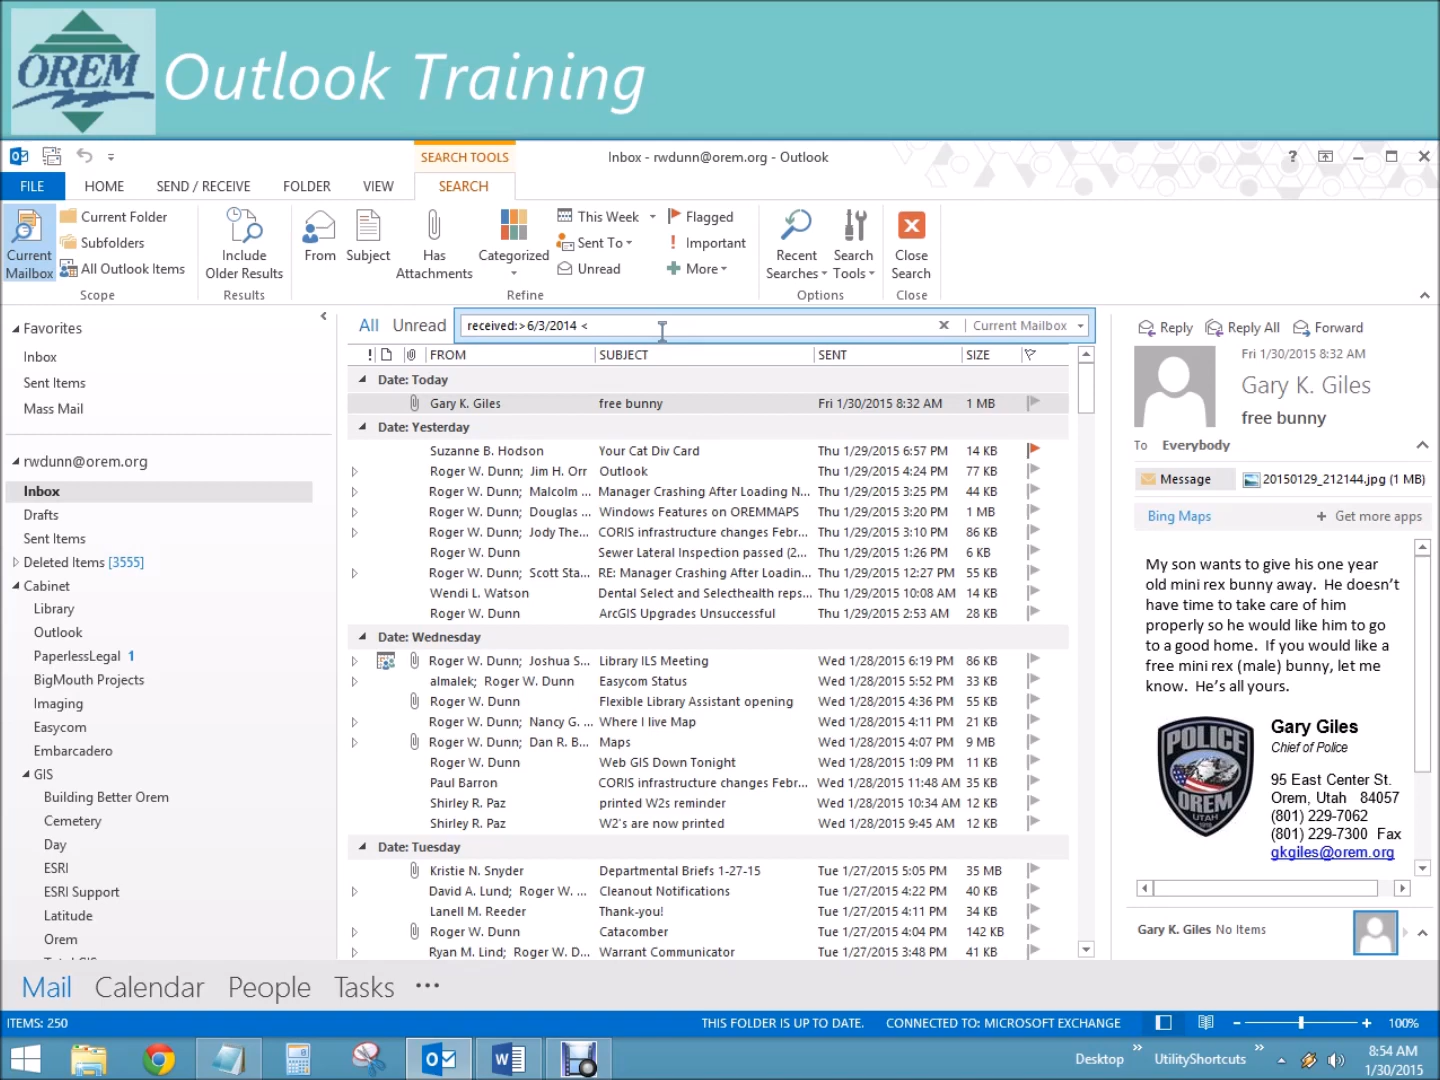 OREM
Outlook Training
SEARCH TOOLS
Inbox - rwdunn@orem.org - Outlook
?
FILE HOME SEND / RECEIVE FOLDER VIEW SEARCH
Current Mailbox
Current Folder
Subfolders
All Outlook Items
Scope
Include Older Results
Results
From
Subject
Has Attachments
Categorized
This Week
Sent To
Unread
Flagged
! Important
More
Refine
Recent Searches
Search Tools
Options
Close Search
Close
Favorites
Inbox
Sent Items
Mass Mail
rwdunn@orem.org
Inbox
Drafts
Sent Items
Deleted Items [3555]
Cabinet
Library
Outlook
PaperlessLegal 1
BigMouth Projects
Imaging
Easycom
Embarcadero
GIS
Building Better Orem
Cemetery
Day
ESRI
ESRI Support
Latitude
Orem
All Unread received:>6/3/2014 < Current Mailbox
! FROM SUBJECT SENT SIZE
Date: Today
Gary K. Giles free bunny Fri 1/30/2015 8:32 AM 1 MB
Date: Yesterday
Suzanne B. Hodson Your Cat Div Card Thu 1/29/2015 6:57 PM 14 KB
Roger W. Dunn; Jim H. Orr Outlook Thu 1/29/2015 4:24 PM 77 KB
Roger W. Dunn; Malcolm ... Manager Crashing After Loading N... Thu 1/29/2015 3:25 PM 44 KB
Roger W. Dunn; Douglas ... Windows Features on OREMMAPS Thu 1/29/2015 3:20 PM 1 MB
Roger W. Dunn; Jody The... CORIS infrastructure changes Febr... Thu 1/29/2015 3:10 PM 86 KB
Roger W. Dunn Sewer Lateral Inspection passed (2... Thu 1/29/2015 1:26 PM 6 KB
Roger W. Dunn; Scott Sta... RE: Manager Crashing After Loadin... Thu 1/29/2015 12:27 PM 55 KB
Wendi L. Watson Dental Select and Selecthealth reps... Thu 1/29/2015 10:08 AM 14 KB
Roger W. Dunn ArcGIS Upgrades Unsuccessful Thu 1/29/2015 2:53 AM 28 KB
Date: Wednesday
Roger W. Dunn; Joshua S... Library ILS Meeting Wed 1/28/2015 6:19 PM 86 KB
almalek; Roger W. Dunn Easycom Status Wed 1/28/2015 5:52 PM 33 KB
Roger W. Dunn Flexible Library Assistant opening Wed 1/28/2015 4:36 PM 55 KB
Roger W. Dunn; Nancy G. ... Where I live Map Wed 1/28/2015 4:11 PM 21 KB
Roger W. Dunn; Dan R. B... Maps Wed 1/28/2015 4:07 PM 9 MB
Roger W. Dunn Web GIS Down Tonight Wed 1/28/2015 1:09 PM 11 KB
Paul Barron CORIS infrastructure changes Febr... Wed 1/28/2015 11:48 AM 35 KB
Shirley R. Paz printed W2s reminder Wed 1/28/2015 10:34 AM 12 KB
Shirley R. Paz W2's are now printed Wed 1/28/2015 9:45 AM 12 KB
Date: Tuesday
Kristie N. Snyder Departmental Briefs 1-27-15 Tue 1/27/2015 5:05 PM 35 MB
David A. Lund; Roger W. ... Cleanout Notifications Tue 1/27/2015 4:22 PM 40 KB
Lanell M. Reeder Thank-you! Tue 1/27/2015 4:11 PM 34 KB
Roger W. Dunn Catacomber Tue 1/27/2015 4:04 PM 142 KB
Ryan M. Lind; Roger W. D... Warrant Communicator Tue 1/27/2015 3:48 PM 41 KB
Reply Reply All Forward
Fri 1/30/2015 8:32 AM
Gary K. Giles
free bunny
To Everybody
Message 20150129_212144.jpg (1 MB)
Bing Maps + Get more apps
My son wants to give his one year
old mini rex bunny away. He doesn't
have time to take care of him
properly so he would like him to go
to a good home. If you would like a
free mini rex (male) bunny, let me
know. He's all yours.
POLICE
OREM
UTAH
Gary Giles
Chief of Police
95 East Center St.
Orem, Utah 84057
(801) 229-7062
(801) 229-7300 Fax
gkgiles@orem.org
Gary K. Giles No Items
Mail Calendar People Tasks ...
ITEMS: 250 THIS FOLDER IS UP TO DATE. CONNECTED TO: MICROSOFT EXCHANGE 100%
Desktop UtilityShortcuts 8:54 AM
1/30/2015